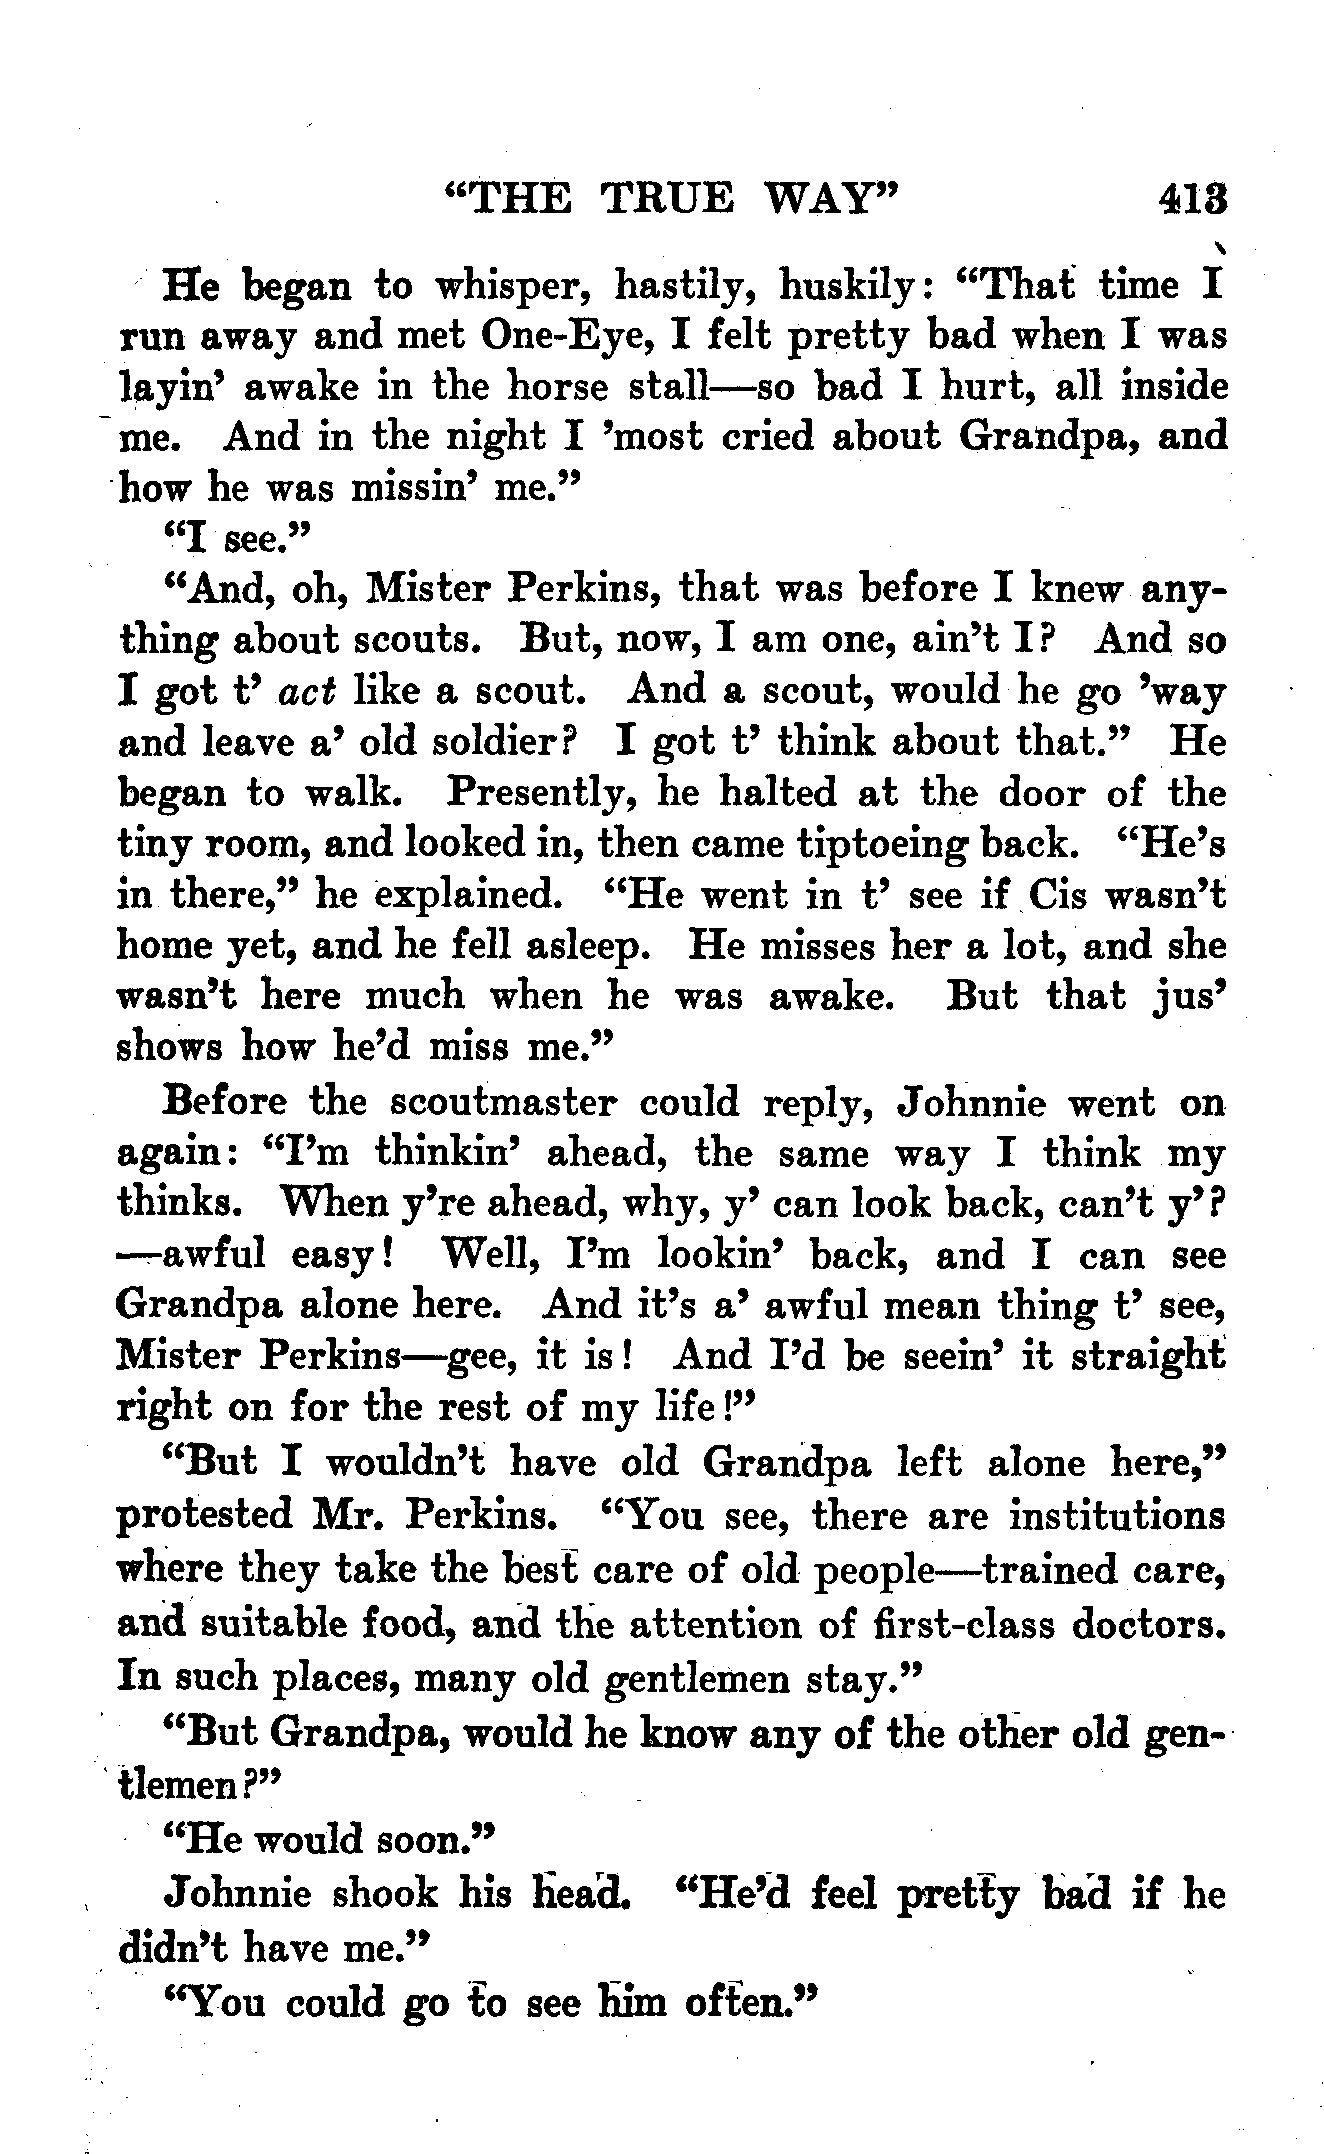 "THE TRUE WAY" 413
He began to whisper, hastily, huskily: "That time I
run away and met One-Eye, I felt pretty bad when I was
layin' awake in the horse stall—so bad I hurt, all inside
me. And in the night I 'most cried about Grandpa, and
how he was missin' me."
"I see."
"And, oh, Mister Perkins, that was before I knew any-
thing about scouts. But, now, I am one, ain't I? And so
I got t' act like a scout. And a scout, would he go 'way
and leave a' old soldier? I got t' think about that." He
began to walk. Presently, he halted at the door of the
tiny room, and looked in, then came tiptoeing back. "He's
in there," he explained. "He went in t' see if Cis wasn't
home yet, and he fell asleep. He misses her a lot, and she
wasn't here much when he was awake. But that jus'
shows how he'd miss me."
Before the scoutmaster could reply, Johnnie went on
again: "I'm thinkin' ahead, the same way I think my
thinks. When y're ahead, why, y' can look back, can't y'?
—awful easy! Well, I'm lookin' back, and I can see
Grandpa alone here. And it's a' awful mean thing t' see,
Mister Perkins—gee, it is! And I'd be seein' it straight
right on for the rest of my life!"
"But I wouldn't have old Grandpa left alone here,"
protested Mr. Perkins. "You see, there are institutions
where they take the best care of old people—trained care,
and suitable food, and the attention of first-class doctors.
In such places, many old gentlemen stay."
"But Grandpa, would he know any of the other old gen-
tlemen?"
"He would soon."
Johnnie shook his head. "He'd feel pretty bad if he
didn't have me."
"You could go to see him often."